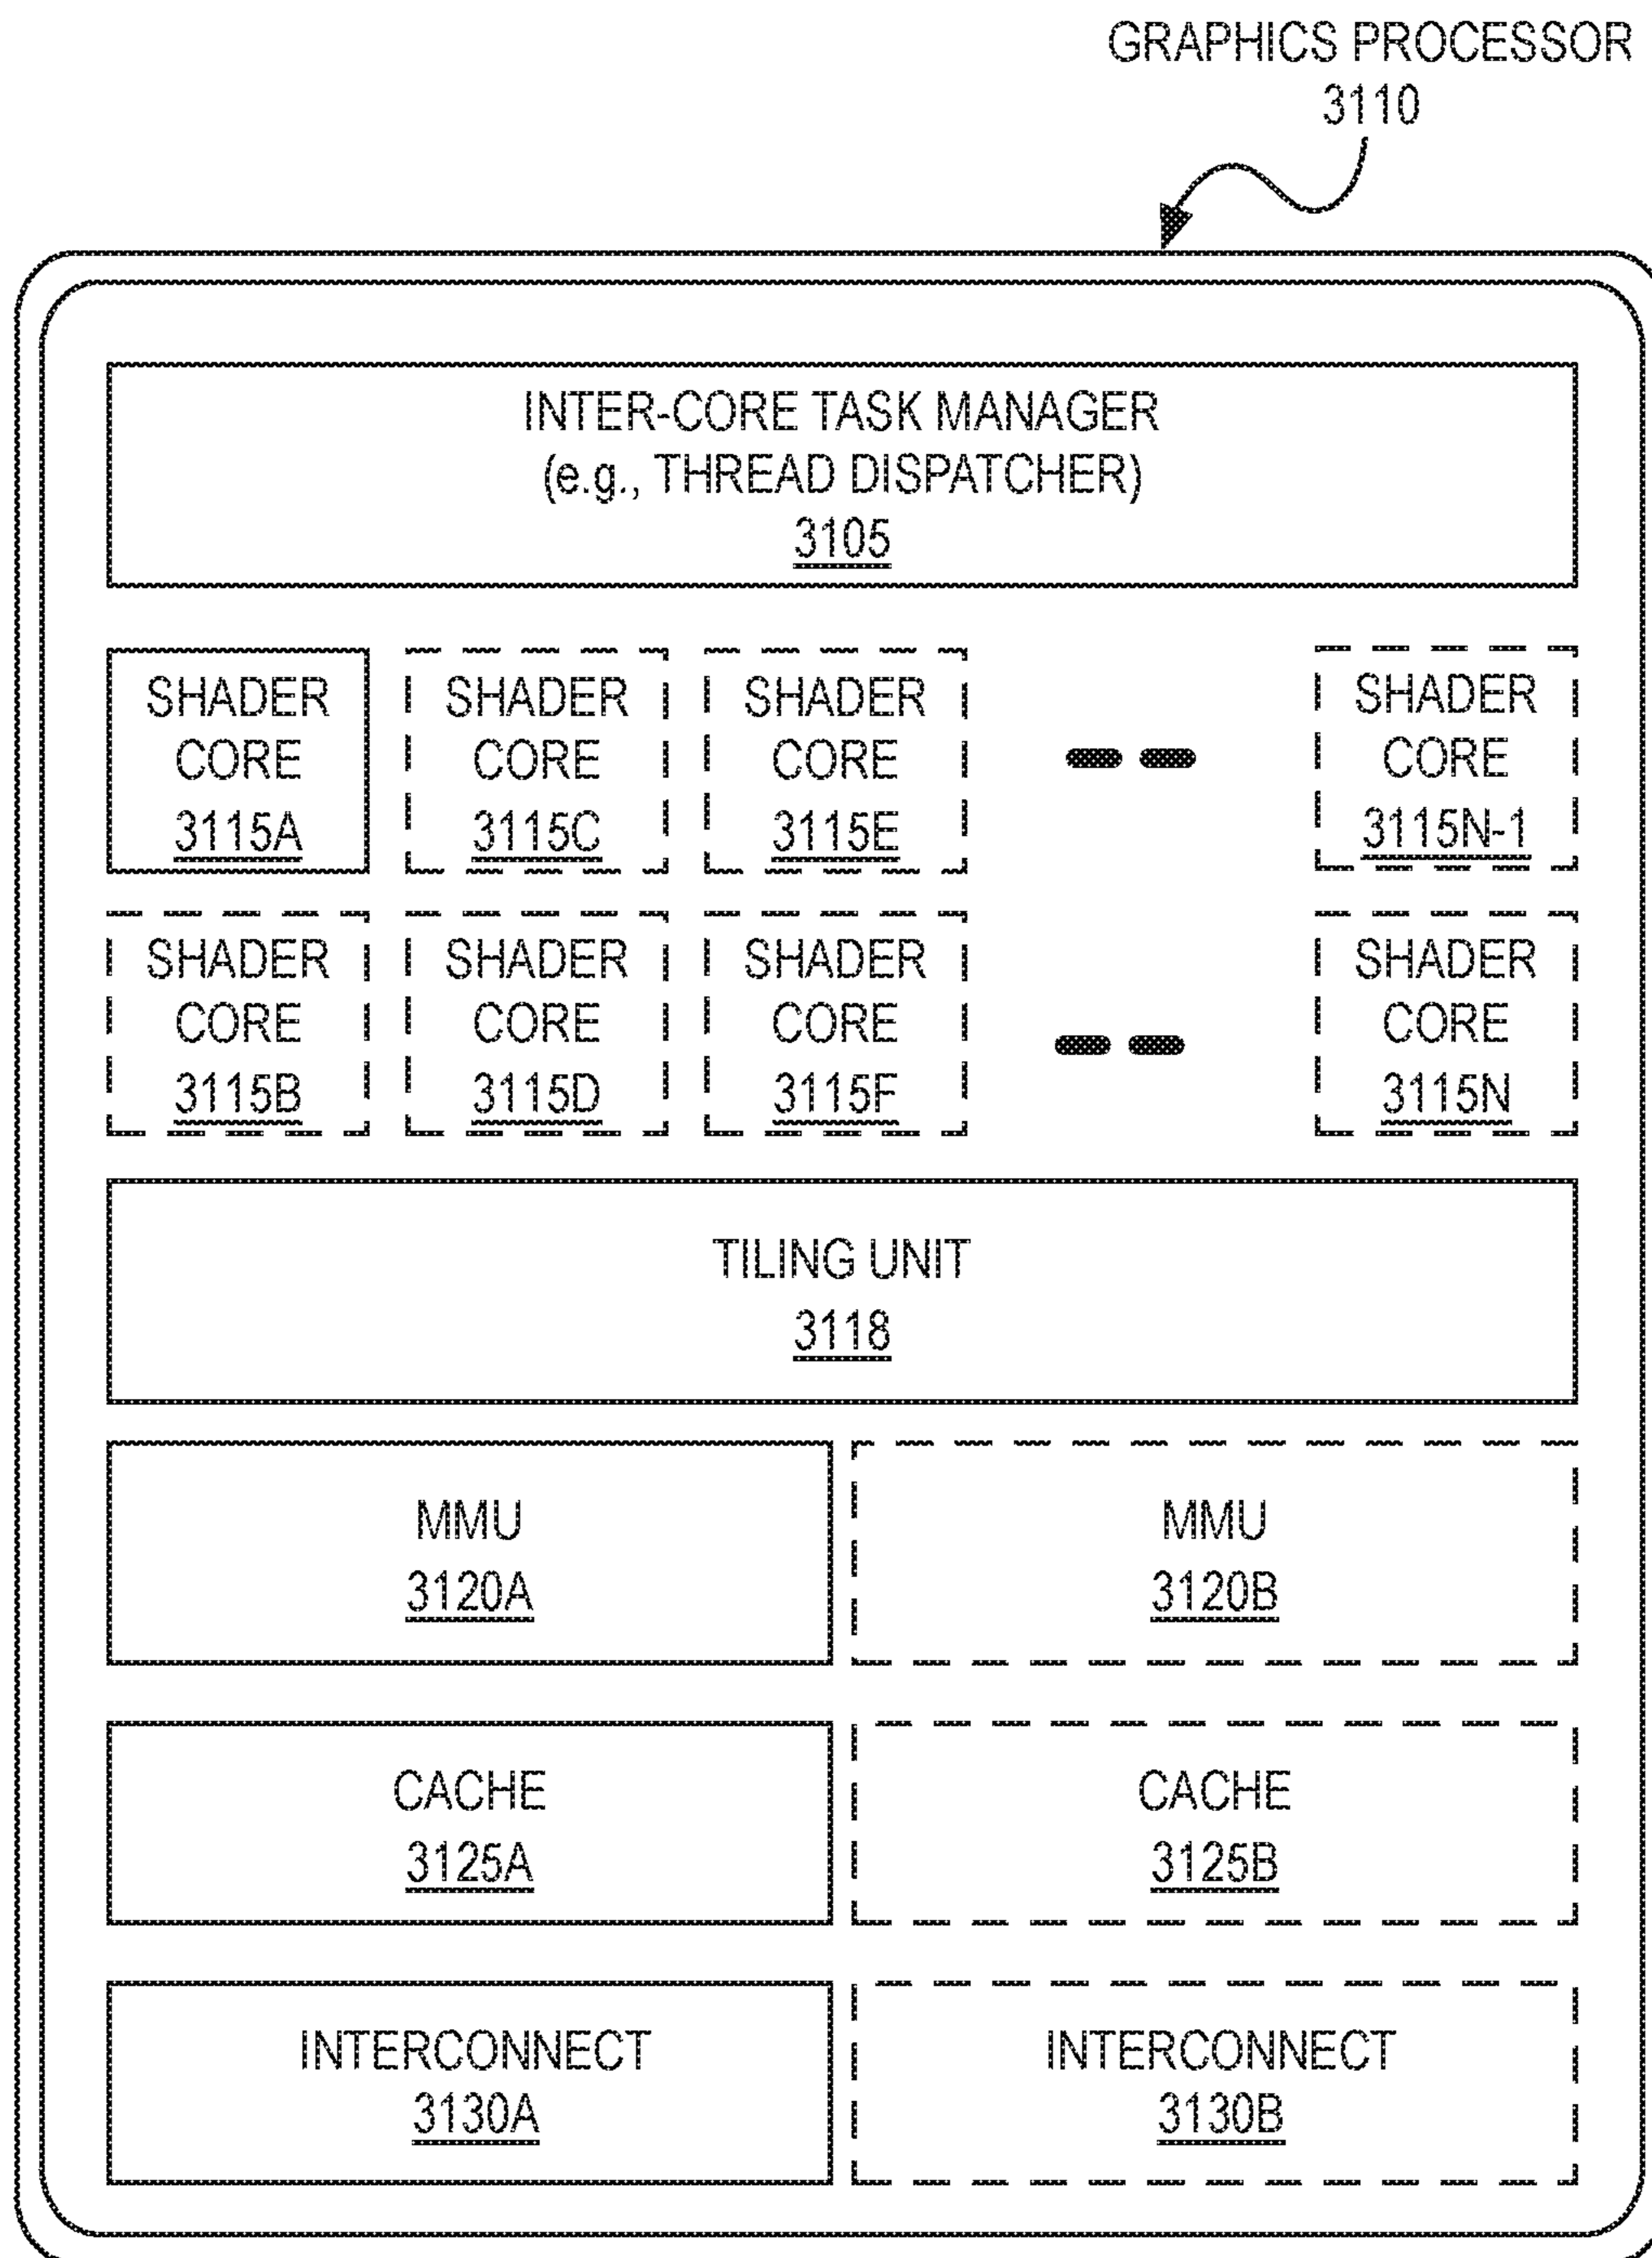 GRAPHICS PROCESSOR
3110
INTER-CORE TASK MANAGER
(e.g., THREAD DISPATCHER)
3105
SHADER
CORE
3115A
SHADER
CORE
3115C
SHADER
CORE
3115E
SHADER
CORE
3115N-1
SHADER
CORE
3115B
SHADER
CORE
3115D
SHADER
CORE
3115F
SHADER
CORE
3115N
TILING UNIT
3118
MMU
3120A
MMU
3120B
CACHE
3125A
CACHE
3125B
INTERCONNECT
3130A
INTERCONNECT
3130B